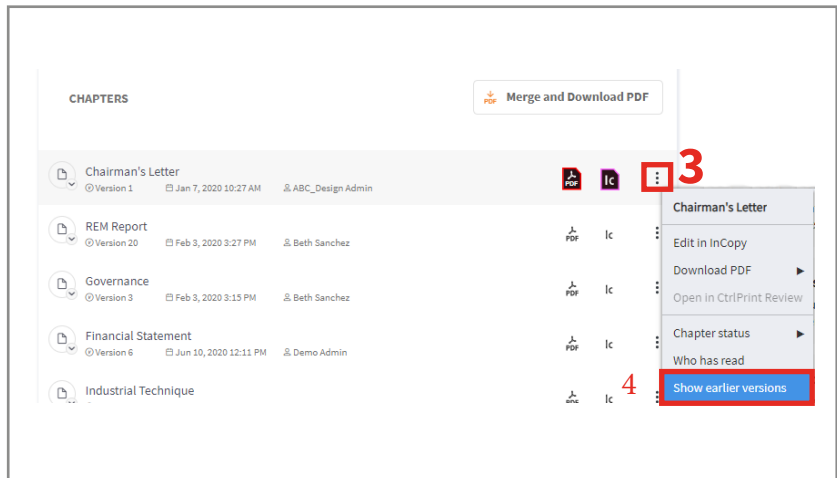 CHAPTERS
PDF Merge and Download PDF
Chairman's Letter
Version 1 Jan 7, 2020 10:27 AM ABC_Design Admin
PDF Ic
3
REM Report
Version 20 Feb 3, 2020 3:27 PM Beth Sanchez
PDF Ic
Governance
Version 3 Feb 3, 2020 3:15 PM Beth Sanchez
PDF Ic
Financial Statement
Version 6 Jun 10, 2020 12:11 PM Demo Admin
PDF Ic
Industrial Technique
PDF Ic
Chairman's Letter
Edit in InCopy
Download PDF
Open in CtrlPrint Review
Chapter status
Who has read
4
Show earlier versions